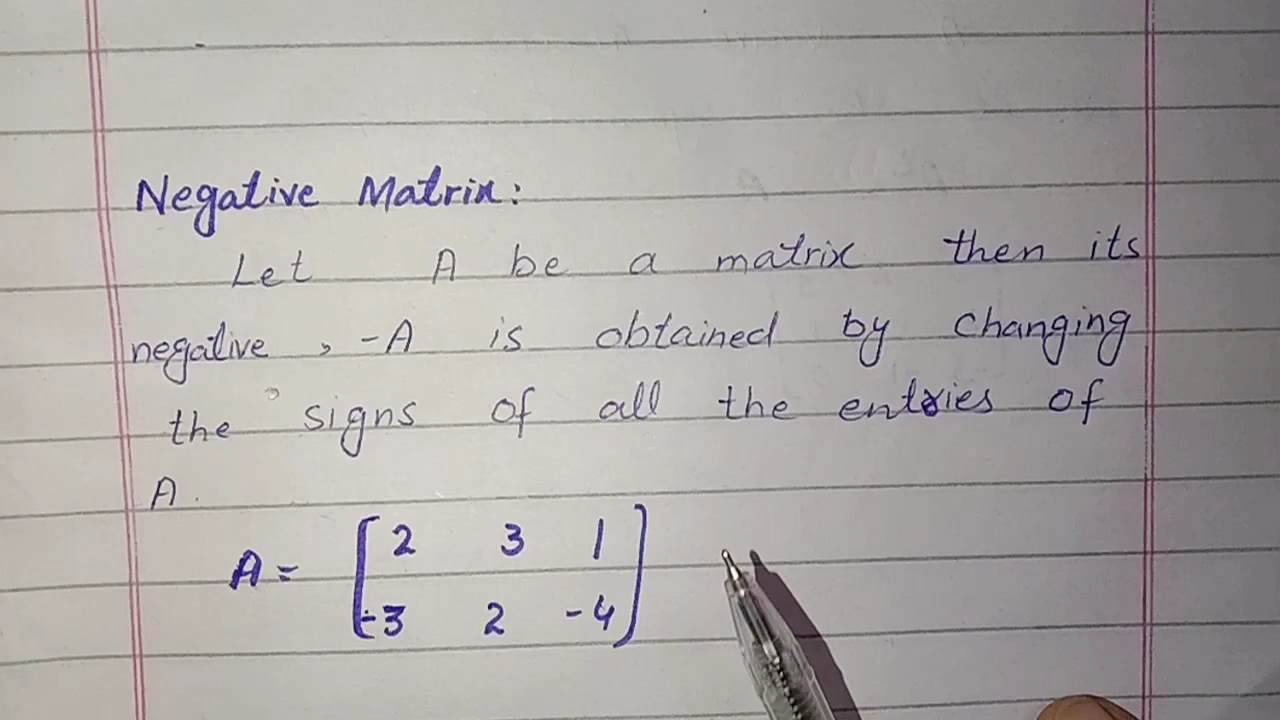 Negative Matrix:
Let A be a matrix then its
negative, -A is obtained by changing
the signs of all the entries of
A.
A = [ 2 3 1
-3 2 -4 ]